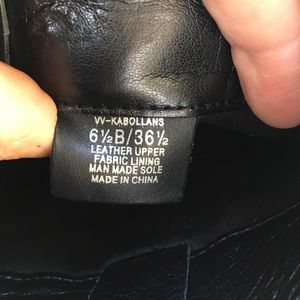 VV-KABOLLANS
6½B/36½
LEATHER UPPER
FABRIC LINING
MAN MADE SOLE
MADE IN CHINA